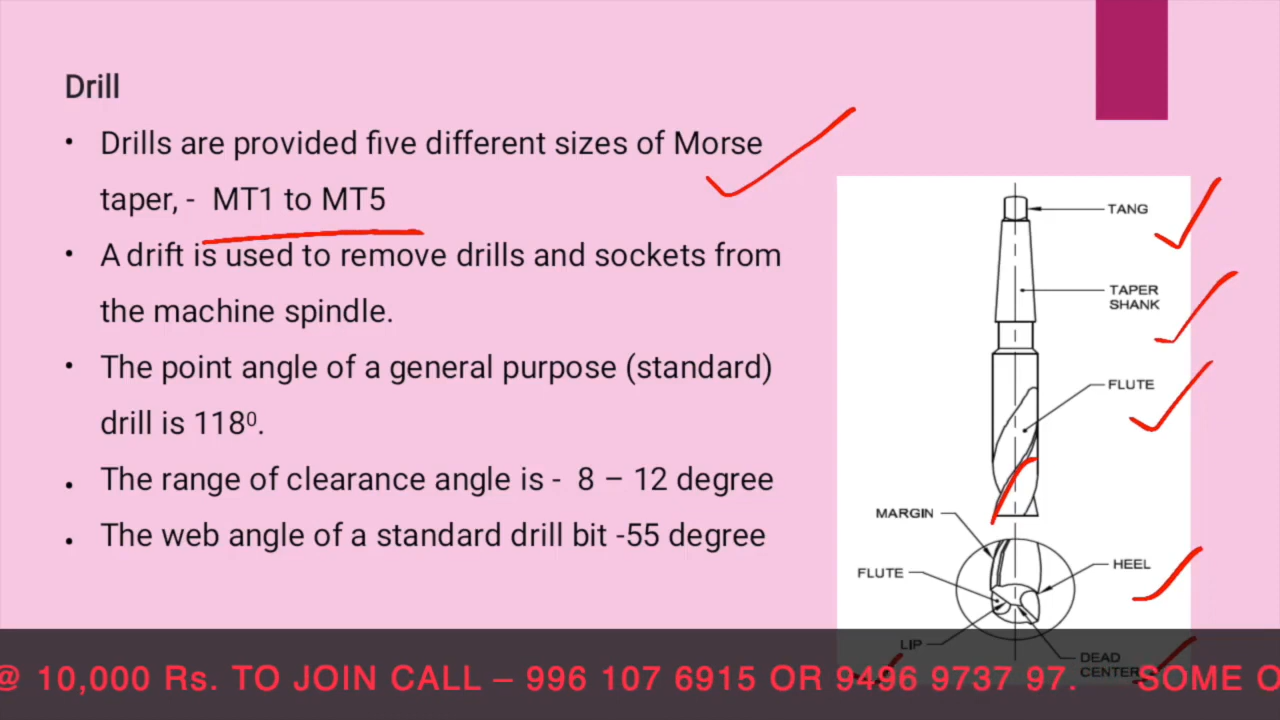 Drill
• Drills are provided five different sizes of Morse
taper, - MT1 to MT5
• A drift is used to remove drills and sockets from
the machine spindle.
• The point angle of a general purpose (standard)
drill is 118⁰.
• The range of clearance angle is - 8 – 12 degree
• The web angle of a standard drill bit -55 degree
TANG
TAPER
SHANK
FLUTE
MARGIN
HEEL
FLUTE
LIP
DEAD
CENTER
@ 10,000 Rs. TO JOIN CALL – 996 107 6915 OR 9496 9737 97. SOME O